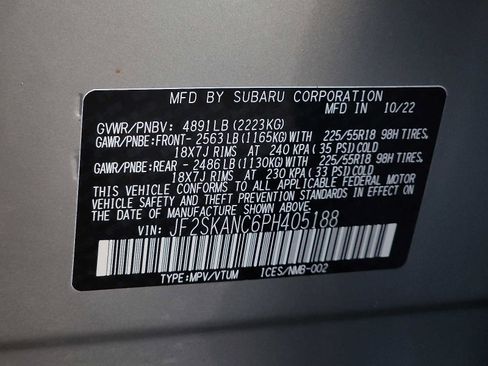 MFD BY SUBARU CORPORATION
MFD IN 10/22
GVWR/PNBV: 4891LB(2223KG)
GAWR/PNBE:FRONT- 2563LB(1165KG)WITH 225/55R18 98H TIRES,
18X7J RIMS AT 240 KPA(35 PSI)COLD
GAWR/PNBE:REAR - 2486LB(1130KG)WITH 225/55R18 98H TIRES,
18X7J RIMS AT 230 KPA(33 PSI)COLD
THIS VEHICLE CONFORMS TO ALL APPLICABLE FEDERAL MOTOR
VEHICLE SAFETY AND THEFT PREVENTION STANDARDS IN EFFECT
ON THE DATE OF MANUFACTURE SHOWN ABOVE.
VIN: JF2SKANC6PH405188
TYPE:MPV/VTUM ICES/NMB-002